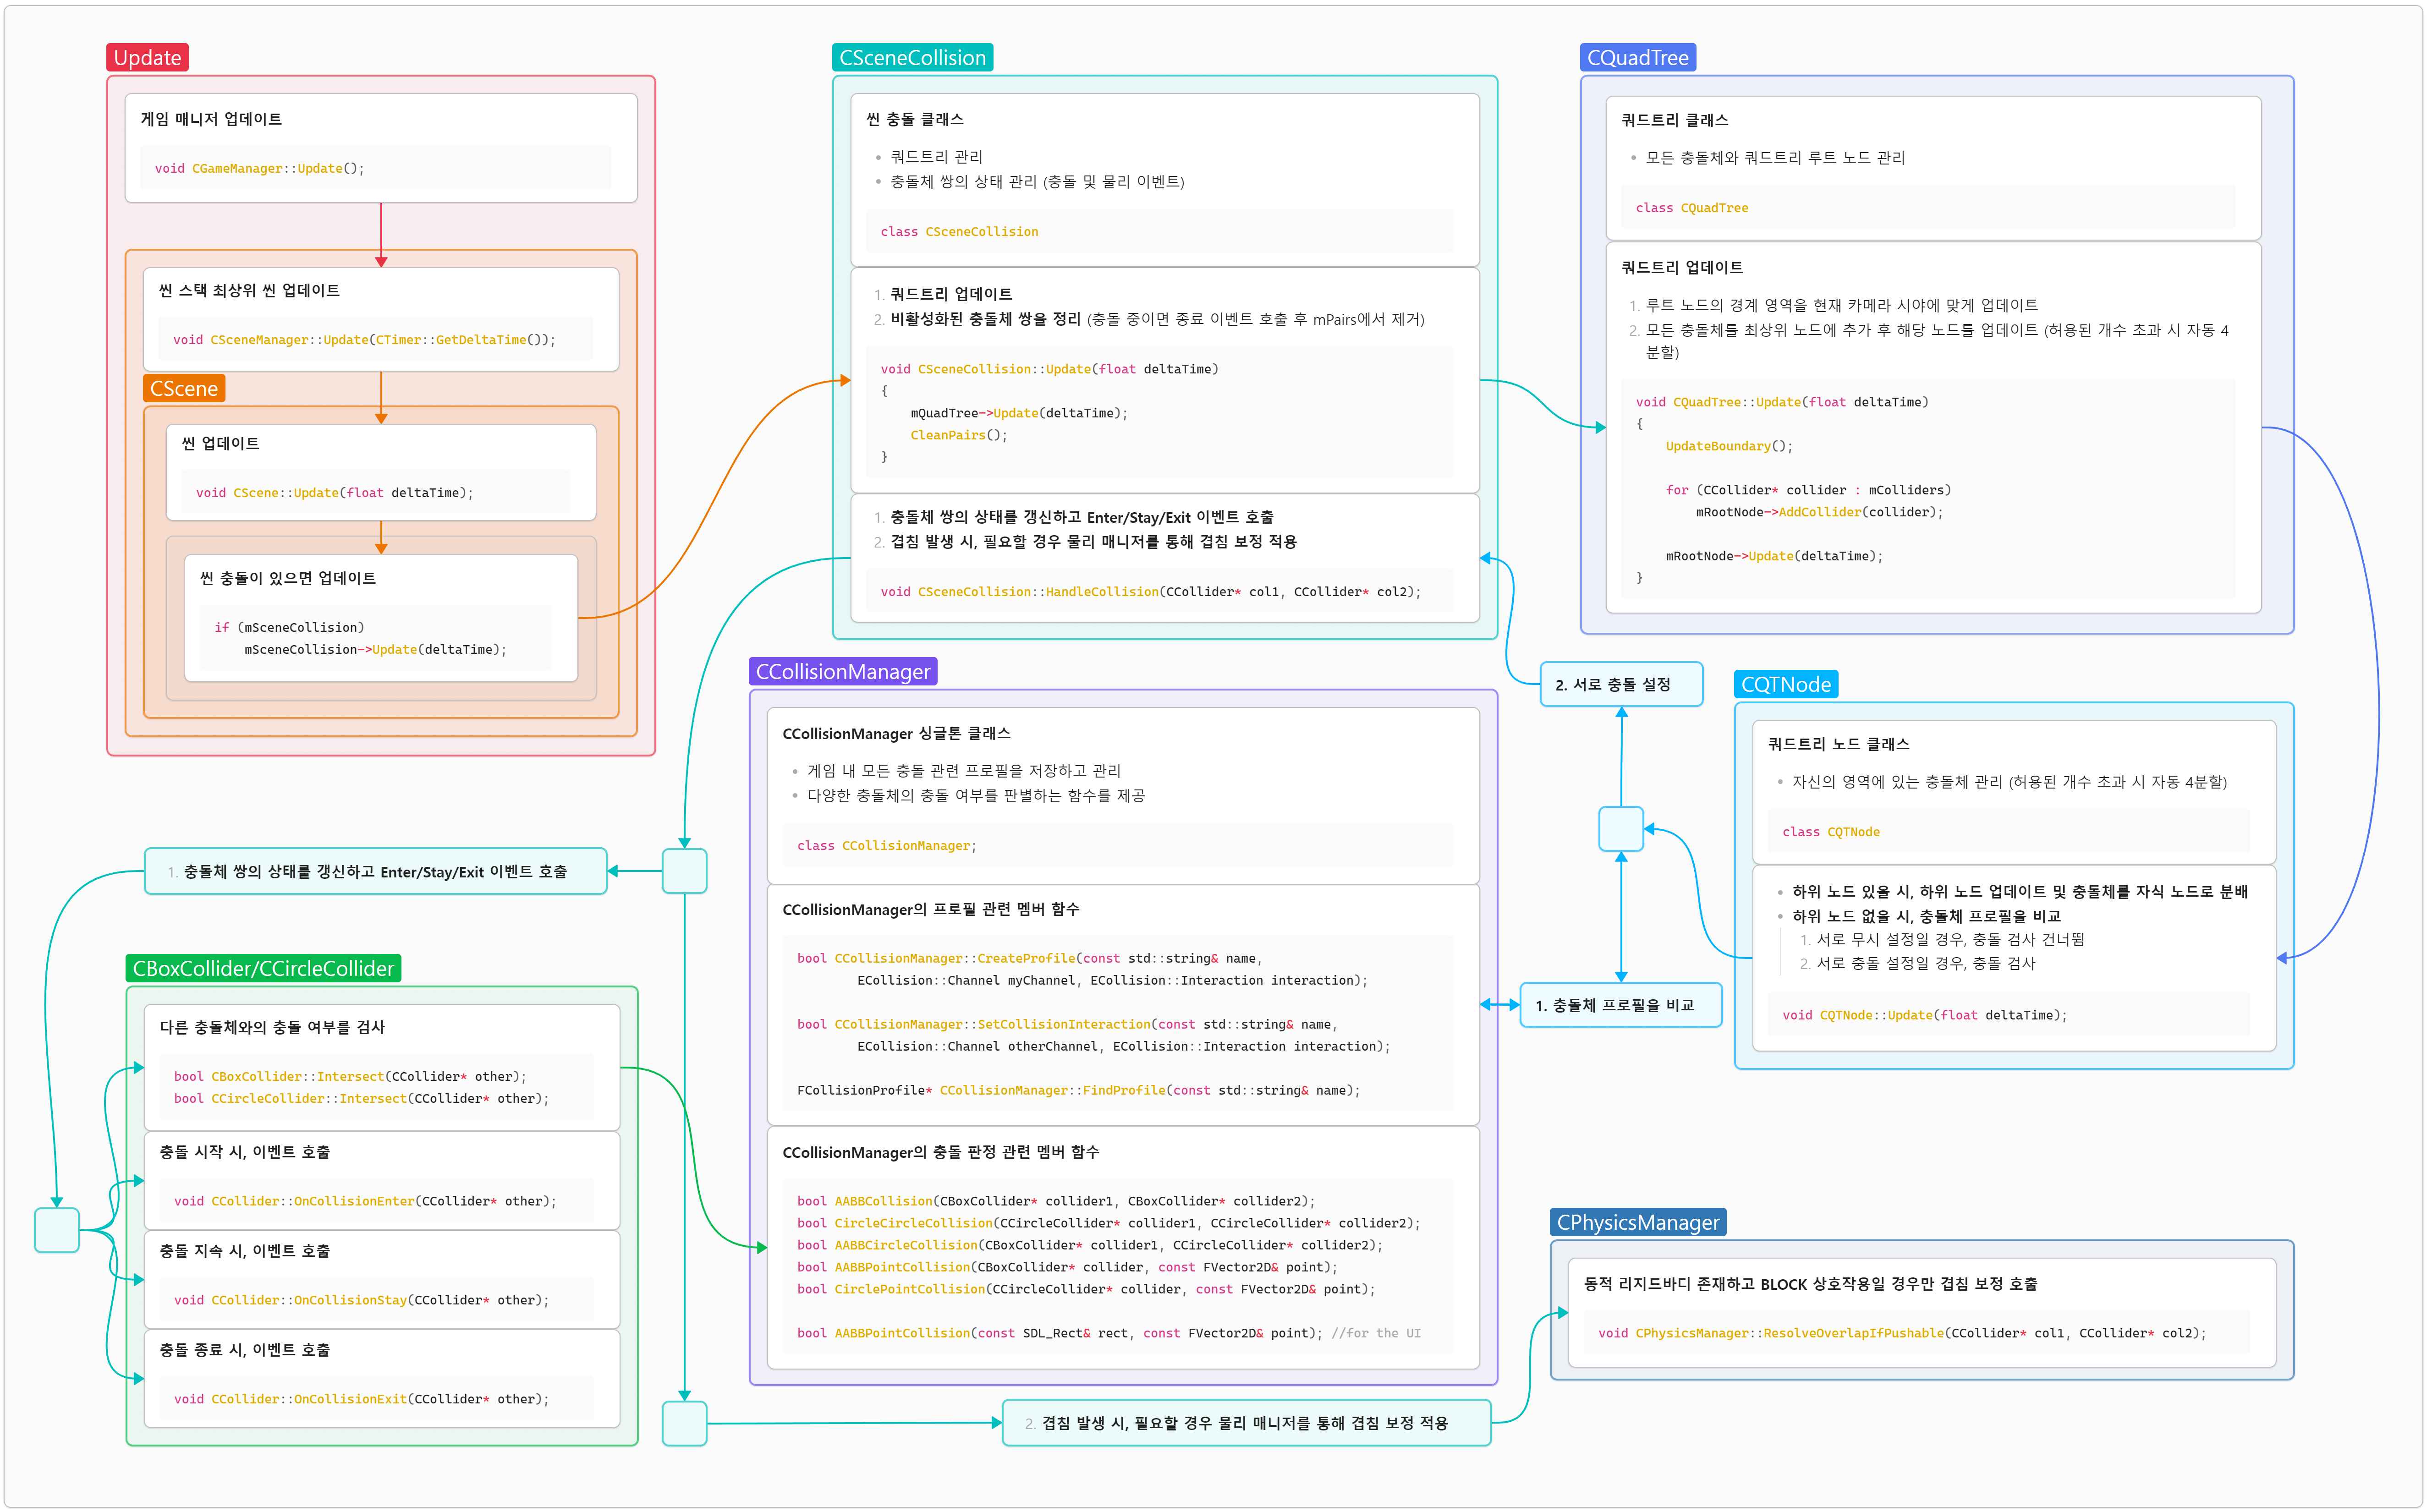 Update
게임 매니저 업데이트
void CGameManager::Update();
씬 스택 최상위 씬 업데이트
void CSceneManager::Update(CTimer::GetDeltaTime());
CScene
씬 업데이트
void CScene::Update(float deltaTime);
씬 충돌이 있으면 업데이트
if (mSceneCollision)
mSceneCollision->Update(deltaTime);
CSceneCollision
씬 충돌 클래스
• 쿼드트리 관리
• 충돌체 쌍의 상태 관리 (충돌 및 물리 이벤트)
class CSceneCollision
1. 쿼드트리 업데이트
2. 비활성화된 충돌체 쌍을 정리 (충돌 중이면 종료 이벤트 호출 후 mPairs에서 제거)
void CSceneCollision::Update(float deltaTime)
{
mQuadTree->Update(deltaTime);
CleanPairs();
}
1. 충돌체 쌍의 상태를 갱신하고 Enter/Stay/Exit 이벤트 호출
2. 겹침 발생 시, 필요할 경우 물리 매니저를 통해 겹침 보정 적용
void CSceneCollision::HandleCollision(CCollider* col1, CCollider* col2);
CQuadTree
쿼드트리 클래스
• 모든 충돌체와 쿼드트리 루트 노드 관리
class CQuadTree
쿼드트리 업데이트
1. 루트 노드의 경계 영역을 현재 카메라 시야에 맞게 업데이트
2. 모든 충돌체를 최상위 노드에 추가 후 해당 노드를 업데이트 (허용된 개수 초과 시 자동 4
분할)
void CQuadTree::Update(float deltaTime)
{
UpdateBoundary();
for (CCollider* collider : mColliders)
mRootNode->AddCollider(collider);
mRootNode->Update(deltaTime);
}
CCollisionManager
CCollisionManager 싱글톤 클래스
• 게임 내 모든 충돌 관련 프로필을 저장하고 관리
• 다양한 충돌체의 충돌 여부를 판별하는 함수를 제공
class CCollisionManager;
CCollisionManager의 프로필 관련 멤버 함수
bool CCollisionManager::CreateProfile(const std::string& name,
ECollision::Channel myChannel, ECollision::Interaction interaction);
bool CCollisionManager::SetCollisionInteraction(const std::string& name,
ECollision::Channel otherChannel, ECollision::Interaction interaction);
FCollisionProfile* CCollisionManager::FindProfile(const std::string& name);
CCollisionManager의 충돌 판정 관련 멤버 함수
bool AABBCollision(CBoxCollider* collider1, CBoxCollider* collider2);
bool CircleCircleCollision(CCircleCollider* collider1, CCircleCollider* collider2);
bool AABBCircleCollision(CBoxCollider* collider1, CCircleCollider* collider2);
bool AABBPointCollision(CBoxCollider* collider, const FVector2D& point);
bool CirclePointCollision(CCircleCollider* collider, const FVector2D& point);
bool AABBPointCollision(const SDL_Rect& rect, const FVector2D& point); //for the UI
2. 서로 충돌 설정
1. 충돌체 프로필을 비교
CQTNode
쿼드트리 노드 클래스
• 자신의 영역에 있는 충돌체 관리 (허용된 개수 초과 시 자동 4분할)
class CQTNode
• 하위 노드 있을 시, 하위 노드 업데이트 및 충돌체를 자식 노드로 분배
• 하위 노드 없을 시, 충돌체 프로필을 비교
1. 서로 무시 설정일 경우, 충돌 검사 건너뜀
2. 서로 충돌 설정일 경우, 충돌 검사
void CQTNode::Update(float deltaTime);
1. 충돌체 쌍의 상태를 갱신하고 Enter/Stay/Exit 이벤트 호출
CBoxCollider/CCircleCollider
다른 충돌체와의 충돌 여부를 검사
bool CBoxCollider::Intersect(CCollider* other);
bool CCircleCollider::Intersect(CCollider* other);
충돌 시작 시, 이벤트 호출
void CCollider::OnCollisionEnter(CCollider* other);
충돌 지속 시, 이벤트 호출
void CCollider::OnCollisionStay(CCollider* other);
충돌 종료 시, 이벤트 호출
void CCollider::OnCollisionExit(CCollider* other);
2. 겹침 발생 시, 필요할 경우 물리 매니저를 통해 겹침 보정 적용
CPhysicsManager
동적 리지드바디 존재하고 BLOCK 상호작용일 경우만 겹침 보정 호출
void CPhysicsManager::ResolveOverlapIfPushable(CCollider* col1, CCollider* col2);